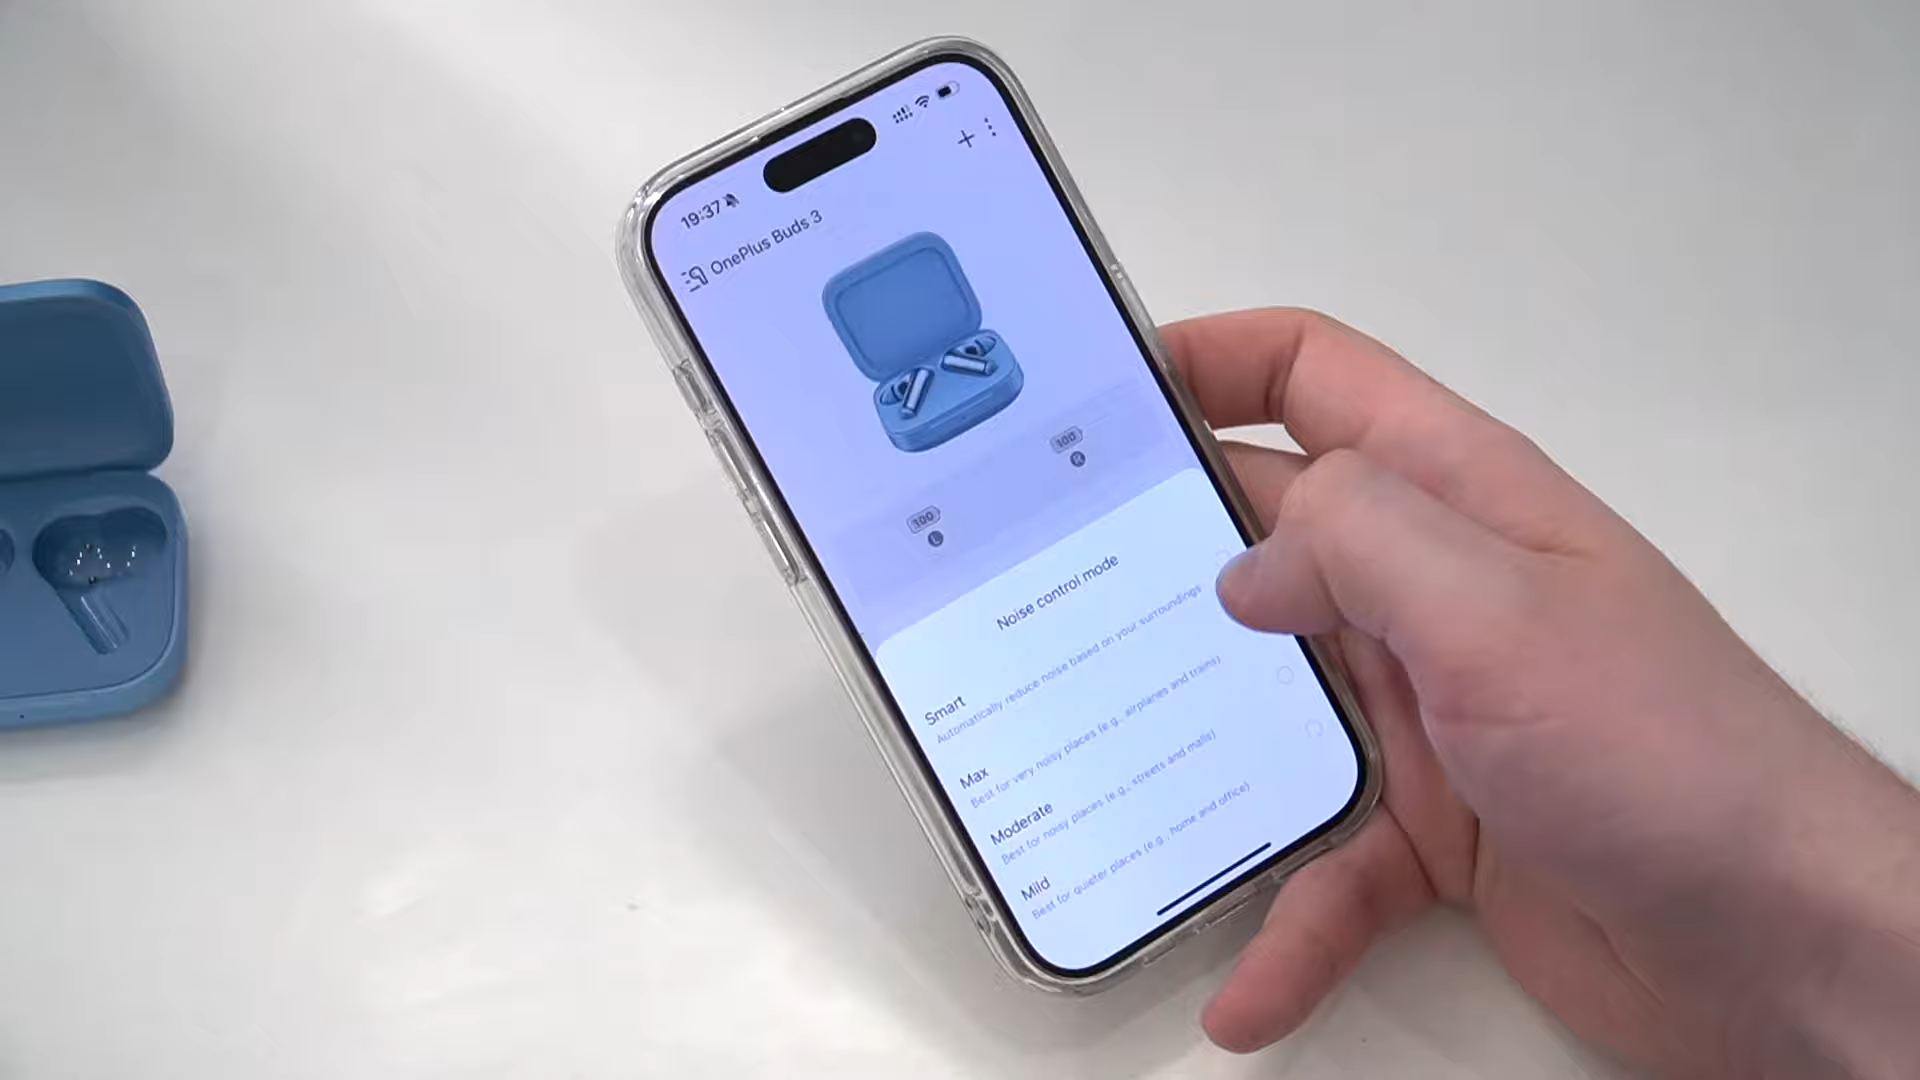 19:37
OnePlus Buds 3
100
R
100
L
Noise control mode
Smart
Automatically reduce noise based on your surroundings
Max
Best for very noisy places (e.g., airplanes and trains)
Moderate
Best for noisy places (e.g., streets and malls)
Mild
Best for quieter places (e.g., home and office)